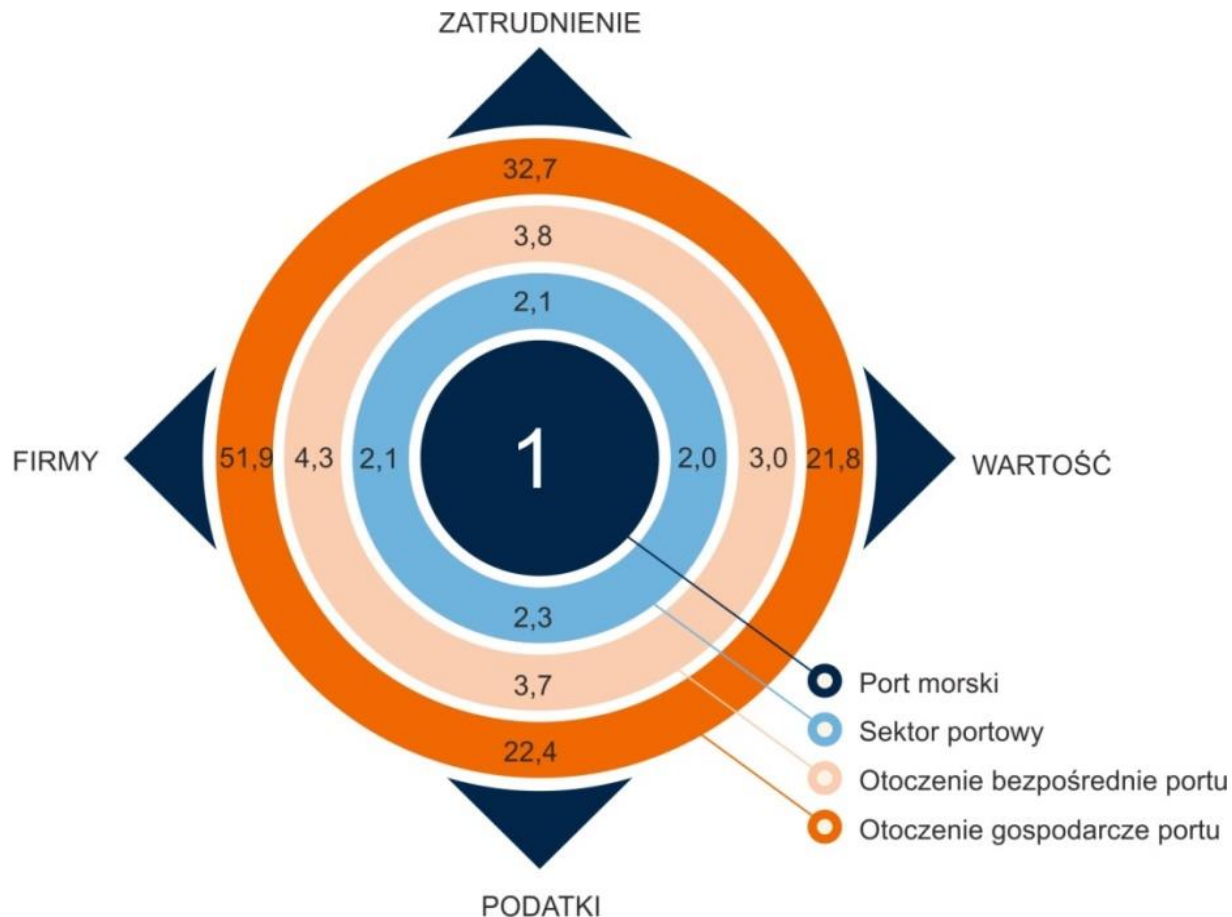 ZATRUDNIENIE
32,7
3,8
2,1
FIRMY
51,9
4,3
2,1
1
2,0
3,0
21,8
WARTOŚĆ
2,3
3,7
22,4
PODATKI
Port morski
Sektor portowy
Otoczenie bezpośrednie portu
Otoczenie gospodarcze portu